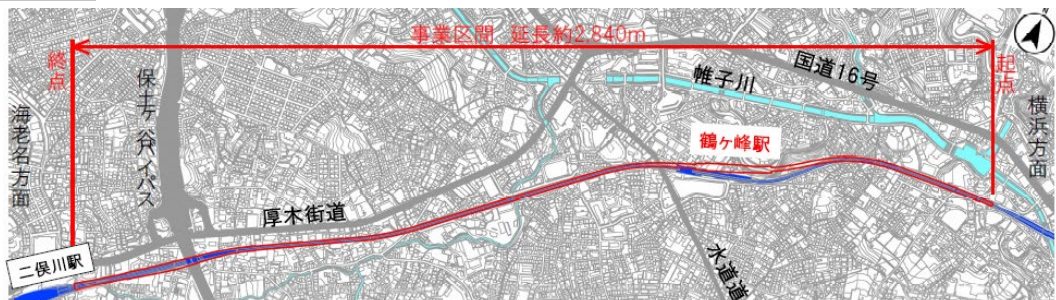 事業区間 延長約2,840m
終点
起点
海老名方面
保土ヶ谷バイパス
帷子川
国道16号
横浜方面
鶴ヶ峰駅
厚木街道
二俣川駅
水道道